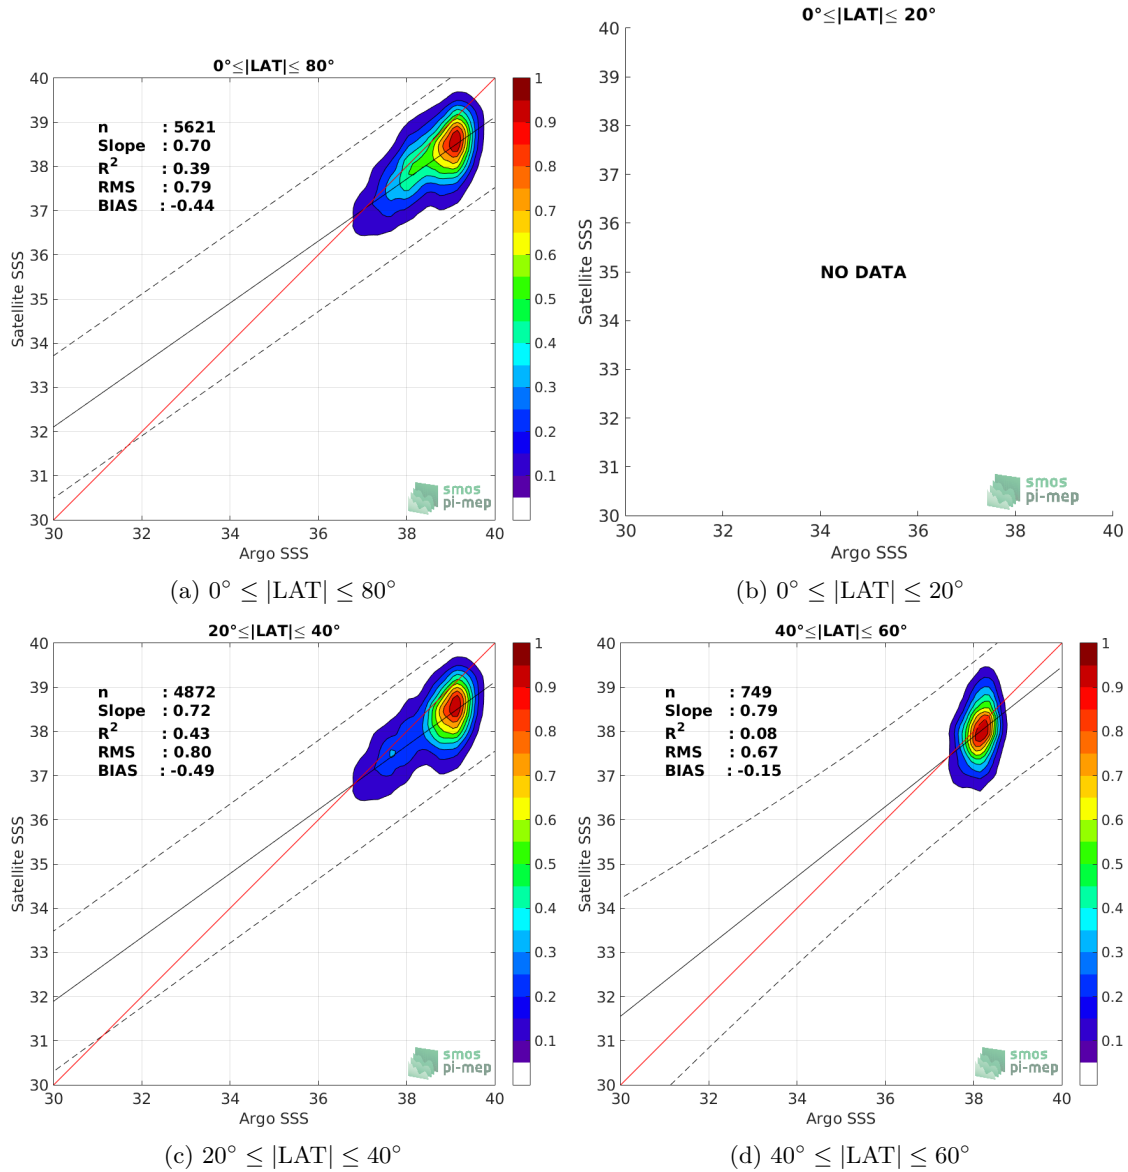 0°≤|LAT|≤ 80°
40
39
38
37
36
35
34
33
32
31
30
Satellite SSS
n : 5621
Slope : 0.70
R² : 0.39
RMS : 0.79
BIAS : -0.44
smos
pi-mep
30 32 34 36 38 40
Argo SSS
1
0.9
0.8
0.7
0.6
0.5
0.4
0.3
0.2
0.1
(a) 0° ≤ |LAT| ≤ 80°
0°≤|LAT|≤ 20°
40
39
38
37
36
35
34
33
32
31
30
Satellite SSS
NO DATA
smos
pi-mep
30 32 34 36 38 40
Argo SSS
(b) 0° ≤ |LAT| ≤ 20°
20°≤|LAT|≤ 40°
40
39
38
37
36
35
34
33
32
31
30
Satellite SSS
n : 4872
Slope : 0.72
R² : 0.43
RMS : 0.80
BIAS : -0.49
smos
pi-mep
30 32 34 36 38 40
Argo SSS
1
0.9
0.8
0.7
0.6
0.5
0.4
0.3
0.2
0.1
(c) 20° ≤ |LAT| ≤ 40°
40°≤|LAT|≤ 60°
40
39
38
37
36
35
34
33
32
31
30
Satellite SSS
n : 749
Slope : 0.79
R² : 0.08
RMS : 0.67
BIAS : -0.15
smos
pi-mep
30 32 34 36 38 40
Argo SSS
1
0.9
0.8
0.7
0.6
0.5
0.4
0.3
0.2
0.1
(d) 40° ≤ |LAT| ≤ 60°